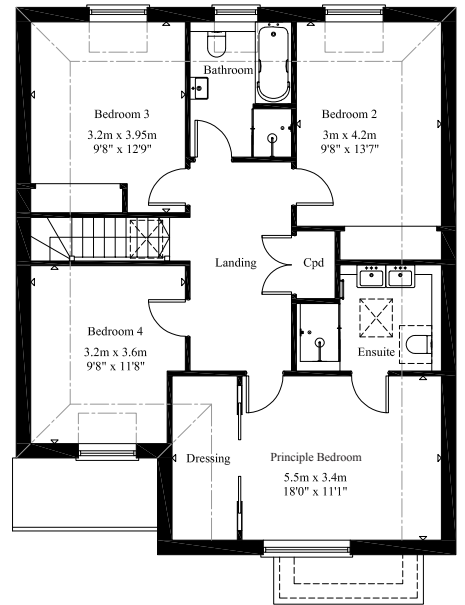 Bathroom
Bedroom 3
3.2m x 3.95m
9'8" x 12'9"
Bedroom 2
3m x 4.2m
9'8" x 13'7"
Landing
Cpd
Bedroom 4
3.2m x 3.6m
9'8" x 11'8"
Ensuite
Dressing
Principle Bedroom
5.5m x 3.4m
18'0" x 11'1"